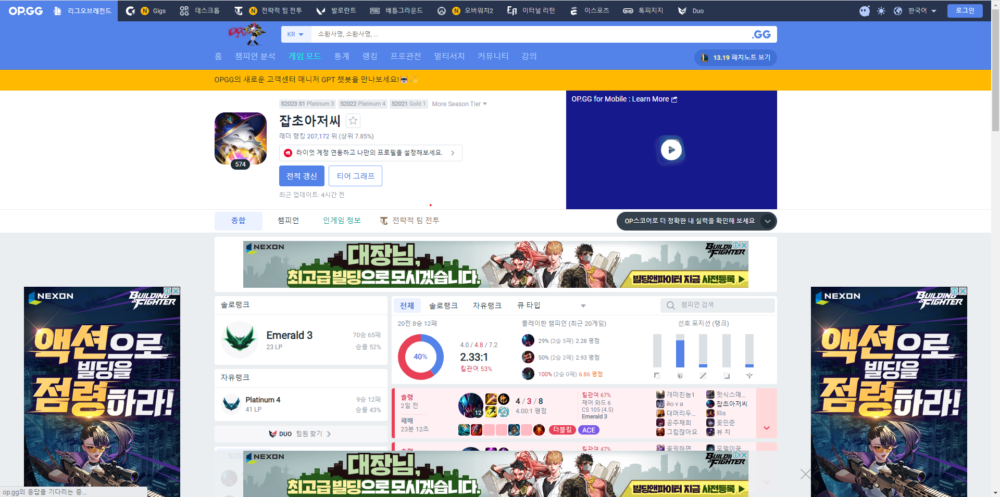 OP.GG 리그오브레전드 N Gigs 데스크톱 N 전략적 팀 전투 발로란트 배틀그라운드 N 오버워치2 이터널 리턴 이스포츠 톡피지지 Duo 한국어 로그인
KR 소환사명, 소환사명, ... .GG
홈 챔피언 분석 게임 모드 통계 랭킹 프로관전 멀티서치 커뮤니티 강의 13.19 패치노트 보기
OPGG의 새로운 고객센터 매니저 GPT 챗봇을 만나보세요!
S2023 S1 Platinum 3 S2022 Platinum 4 S2021 Gold 1 More Season Tier
OP.GG for Mobile : Learn More
잡초아저씨
래더 랭킹 207,172 위 (상위 7.85%)
라이엇 계정 연동하고 나만의 프로필을 설정해보세요.
574
전적 갱신 티어 그래프
최근 업데이트: 4시간 전
종합 챔피언 인게임 정보 전략적 팀 전투 OP스코어로 더 정확한 내 실력을 확인해 보세요
NEXON
대장님,
최고급 빌딩으로 모시겠습니다.
BUILDING & FIGHTER
빌딩앤파이터 지금 사전등록
NEXON BUILDING & FIGHTER
액션으로
빌딩을
점령하라!
솔로랭크
Emerald 3
23 LP
70승 65패
승률 52%
자유랭크
Platinum 4
41 LP
9승 12패
승률 43%
DUO 팀원 찾기
전체 솔로랭크 자유랭크 큐 타입 챔피언 검색
20전 8승 12패
40%
4.0 / 4.8 / 7.2
2.33:1
킬관여 53%
플레이한 챔피언 (최근 20게임)
29% (2승 5패) 2.28 평점
50% (2승 2패) 2.93 평점
100% (2승 0패) 6.86 평점
선호 포지션 (랭크)
솔랭
2일 전
패배
23분 12초
12
4 / 3 / 8
4.00:1 평점
더블킬 ACE
킬관여 67%
제어 와드 6
CS 105 (4.5)
Emerald 3
개미친놈1
йо v a
대머리두...
공주채희
그립잖아요
핫식스매...
잡초아저씨
Illis
꽃민준
뷰 치
솔랭
킬관여 47%
꼴픽하면
모델이꿈
NEXON
대장님,
최고급 빌딩으로 모시겠습니다.
BUILDING & FIGHTER
빌딩앤파이터 지금 사전등록
NEXON BUILDING & FIGHTER
액션으로
빌딩을
점령하라!
op.gg의 응답을 기다리는 중...